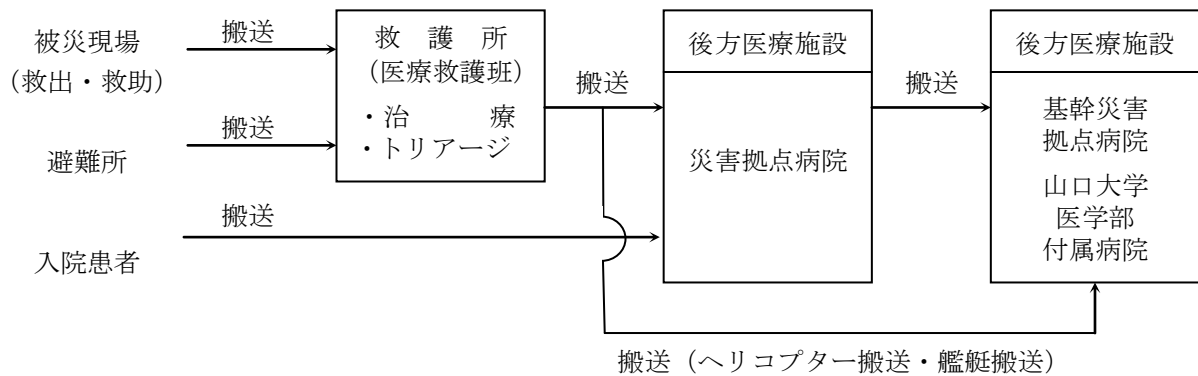 被災現場
(救出・救助)
搬送
避難所
搬送
入院患者
搬送
救護所
(医療救護班)
・治療
・トリアージ
搬送
後方医療施設
災害拠点病院
搬送
後方医療施設
基幹災害
拠点病院
山口大学
医学部
付属病院
搬送(ヘリコプター搬送・艦艇搬送)